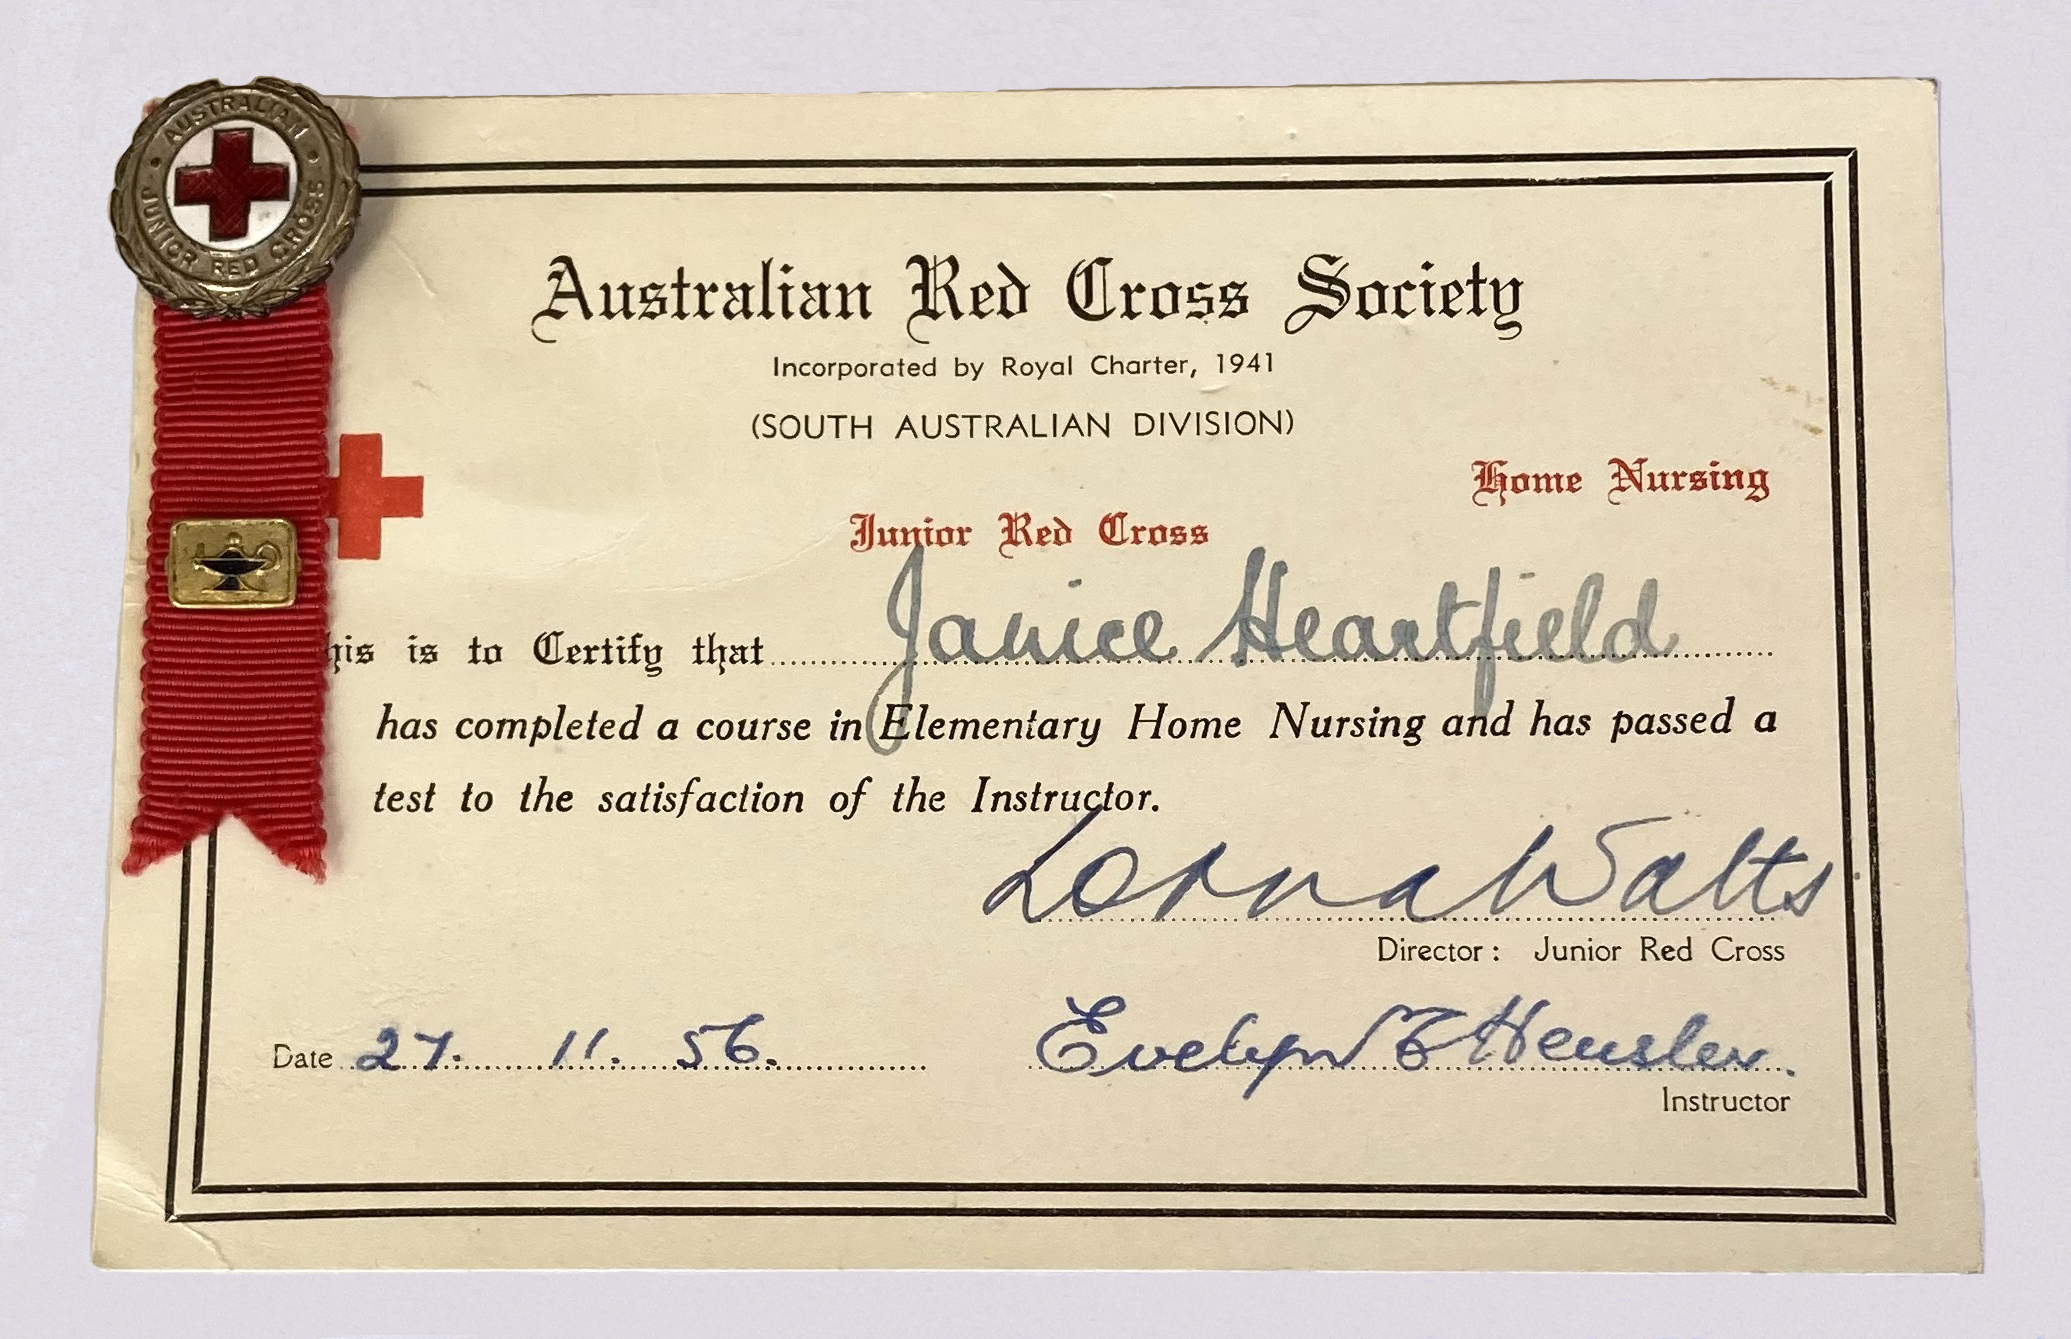 AUSTRALIAN
JUNIOR RED CROSS
Australian Red Cross Society
Incorporated by Royal Charter, 1941
(SOUTH AUSTRALIAN DIVISION)
Home Nursing
Junior Red Cross
his is to Certify that Janice Heartfield
has completed a course in Elementary Home Nursing and has passed a
test to the satisfaction of the Instructor.
Lorna Watts
Director: Junior Red Cross
Date 27. 11. 56. Evelyn Hensley.
Instructor